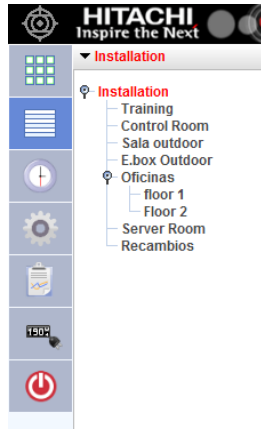 HITACHI
Inspire the Next
Installation
Installation
Training
Control Room
Sala outdoor
E.box Outdoor
Oficinas
floor 1
Floor 2
Server Room
Recambios